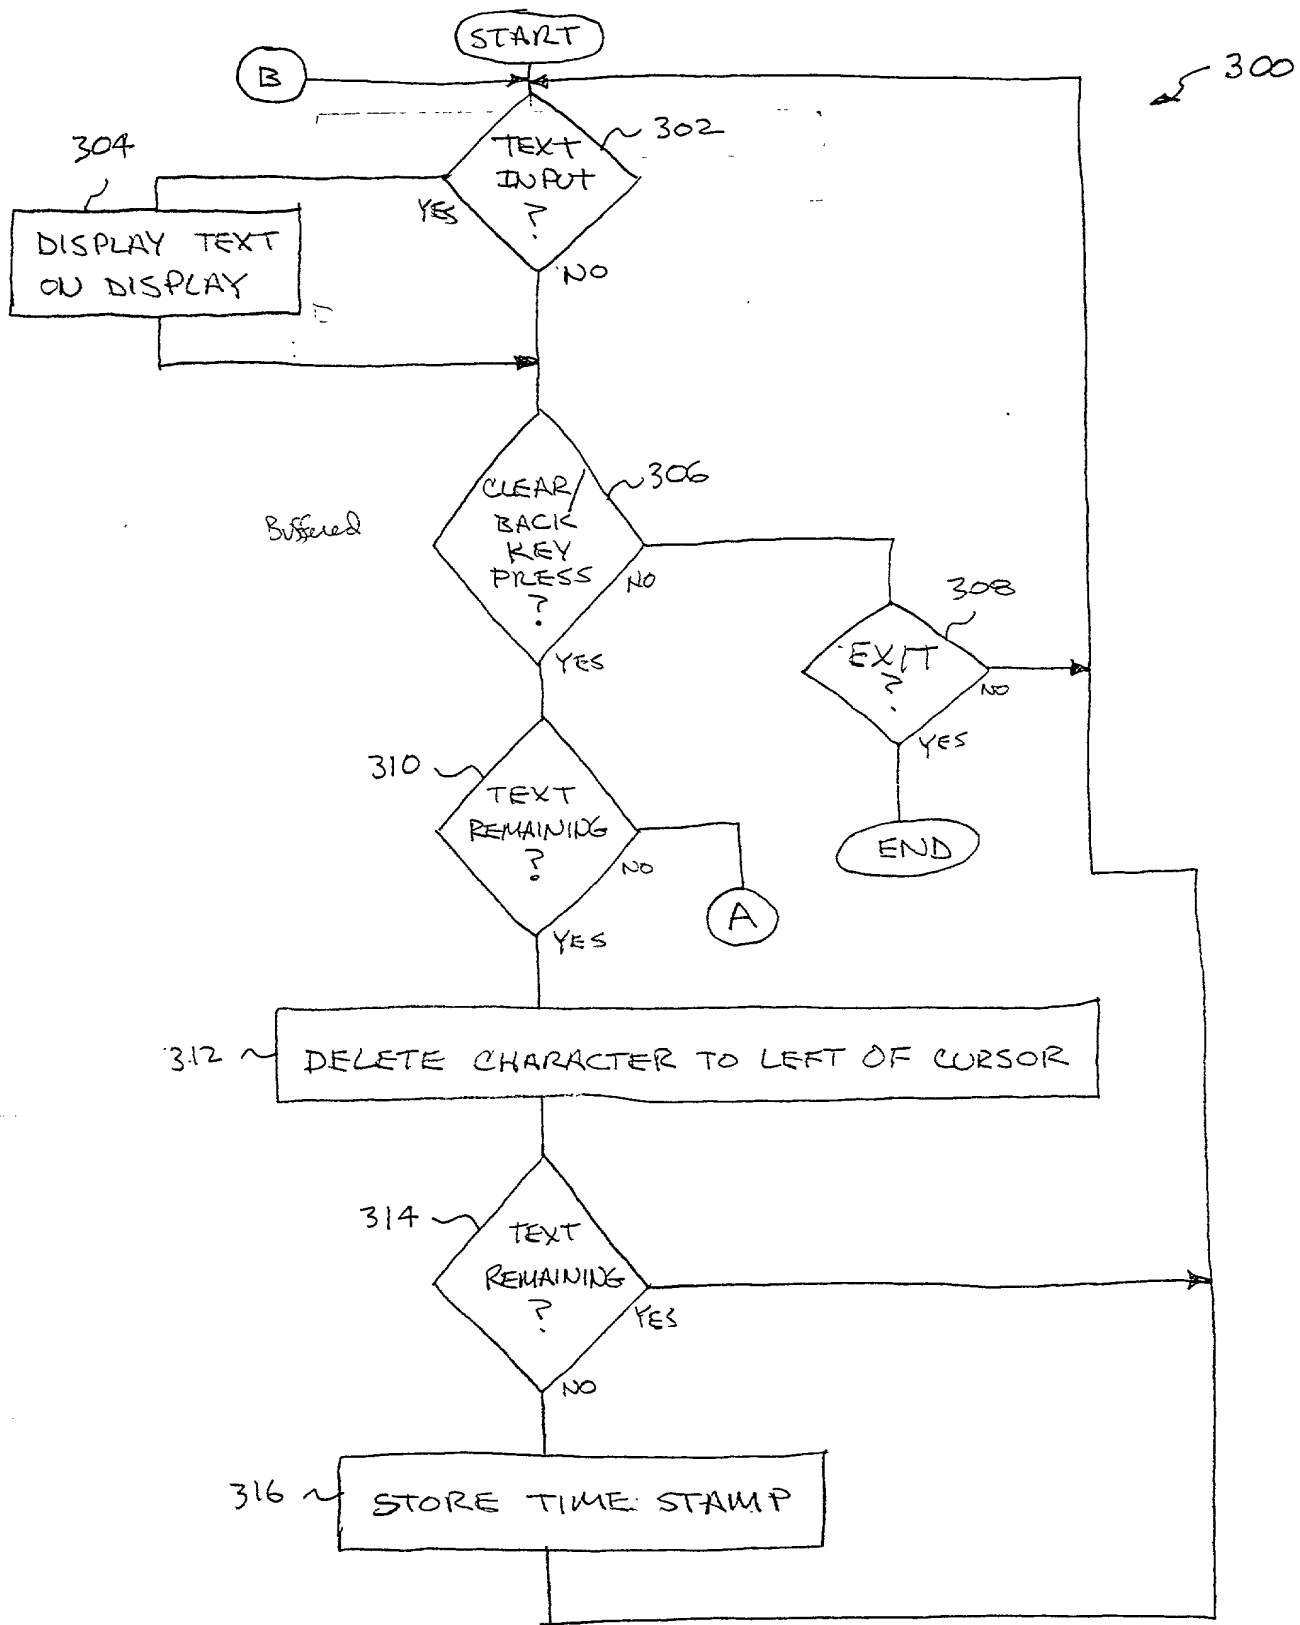 START
B
300
302
TEXT
INPUT
?
YES
NO
304
DISPLAY TEXT
ON DISPLAY
306
CLEAR/
BACK
KEY
PRESS
?
NO
YES
Buffered
308
EXIT
?
NO
YES
END
310
TEXT
REMAINING
?
NO
YES
A
312
DELETE CHARACTER TO LEFT OF CURSOR
314
TEXT
REMAINING
?
YES
NO
316
STORE TIME STAMP